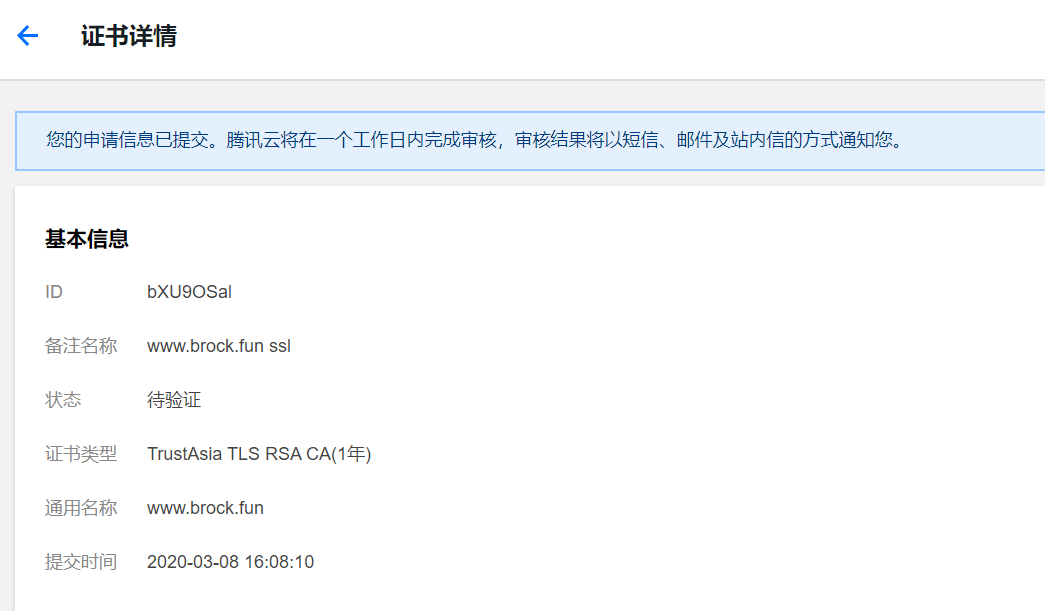 证书详情
您的申请信息已提交。腾讯云将在一个工作日内完成审核，审核结果将以短信、邮件及站内信的方式通知您。
基本信息
ID bXU9OSal
备注名称 www.brock.fun ssl
状态 待验证
证书类型 TrustAsia TLS RSA CA(1年)
通用名称 www.brock.fun
提交时间 2020-03-08 16:08:10